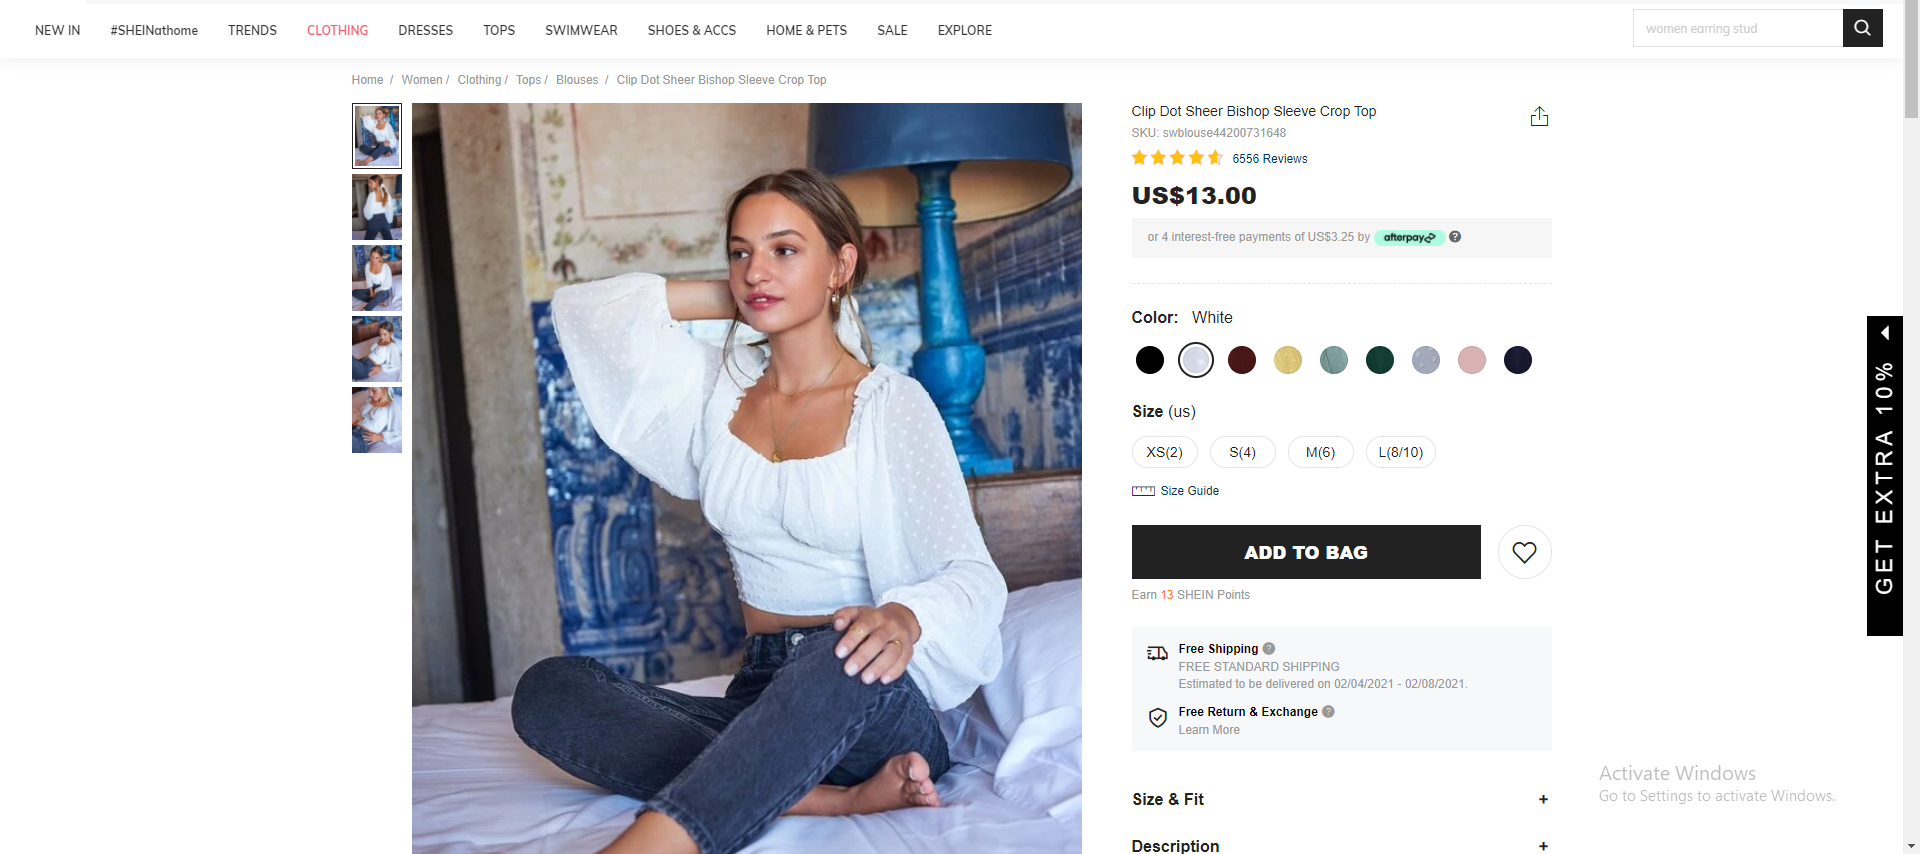 NEW IN #SHEINathome TRENDS CLOTHING DRESSES TOPS SWIMWEAR SHOES & ACCS HOME & PETS SALE EXPLORE
women earring stud
Home / Women / Clothing / Tops / Blouses / Clip Dot Sheer Bishop Sleeve Crop Top
Clip Dot Sheer Bishop Sleeve Crop Top
SKU: swblouse44200731648
6556 Reviews
US$13.00
or 4 interest-free payments of US$3.25 by afterpay ?
Color: White
Size (us)
XS(2) S(4) M(6) L(8/10)
Size Guide
ADD TO BAG
Earn 13 SHEIN Points
Free Shipping ?
FREE STANDARD SHIPPING
Estimated to be delivered on 02/04/2021 - 02/08/2021.
Free Return & Exchange ?
Learn More
Size & Fit +
Description +
GET EXTRA 10%
Activate Windows
Go to Settings to activate Windows.